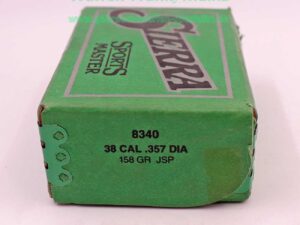 SIERRA
SPORTS
MASTER
8340
38 CAL .357 DIA
158 GR JSP